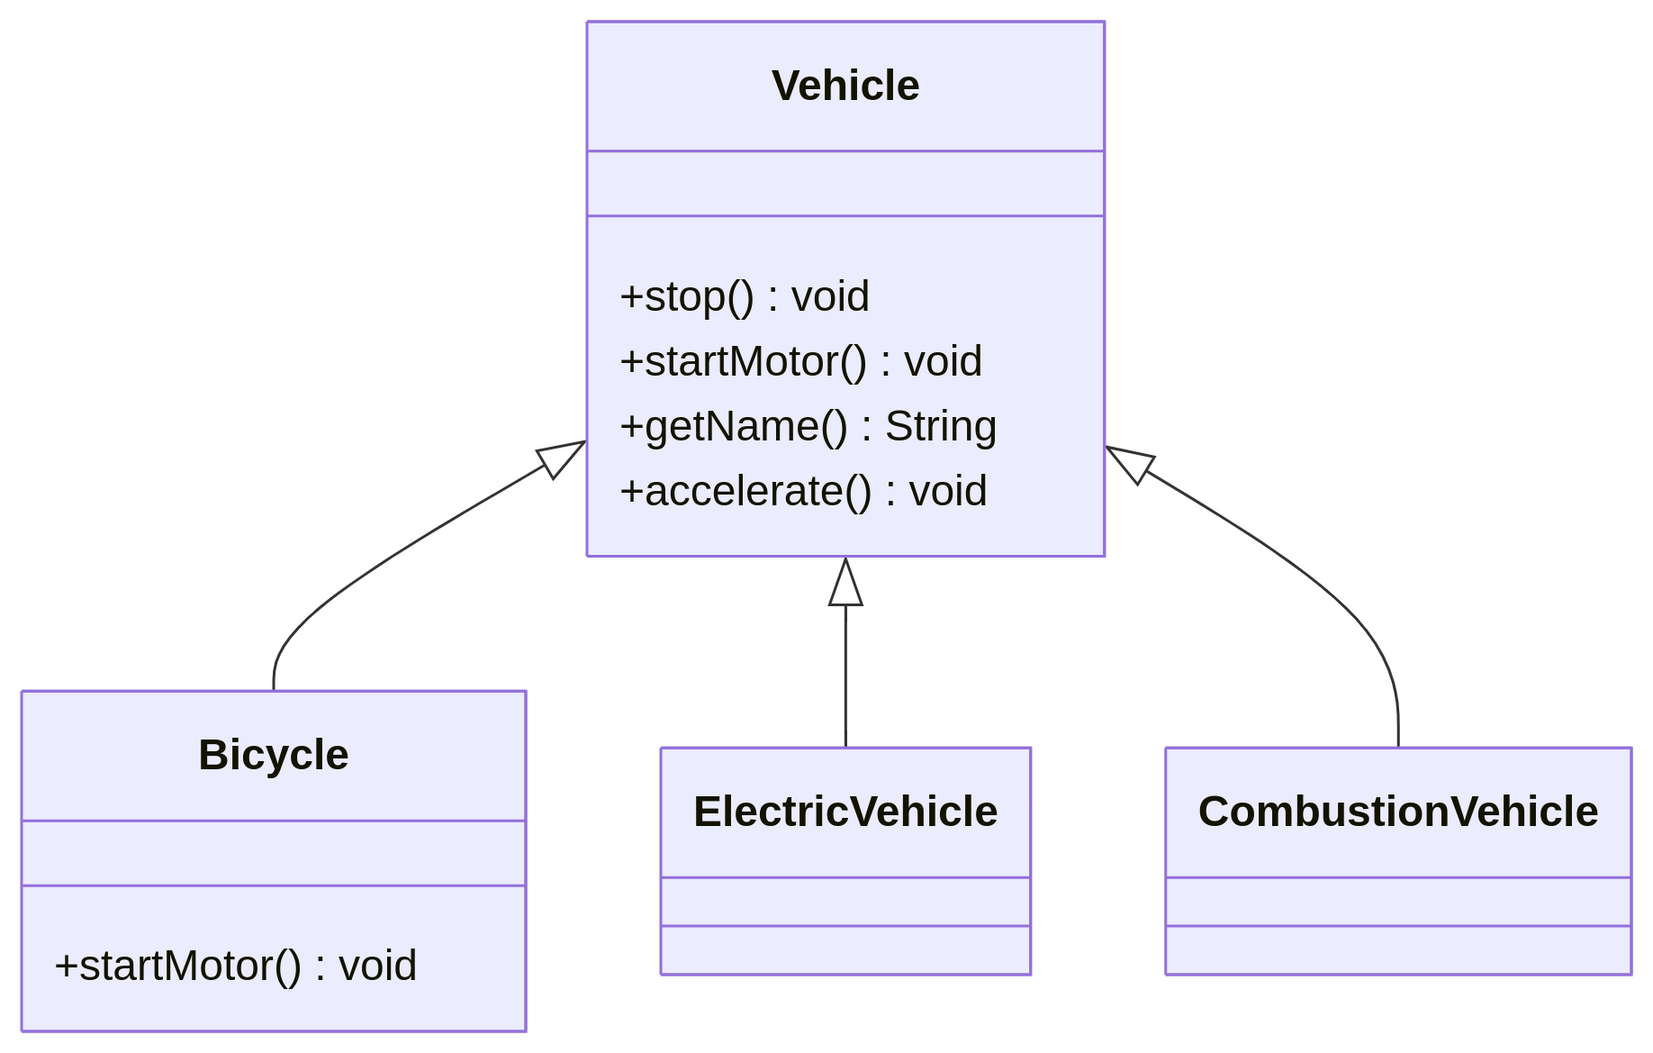 Vehicle
+stop() : void
+startMotor() : void
+getName() : String
+accelerate() : void
Bicycle
+startMotor() : void
ElectricVehicle
CombustionVehicle